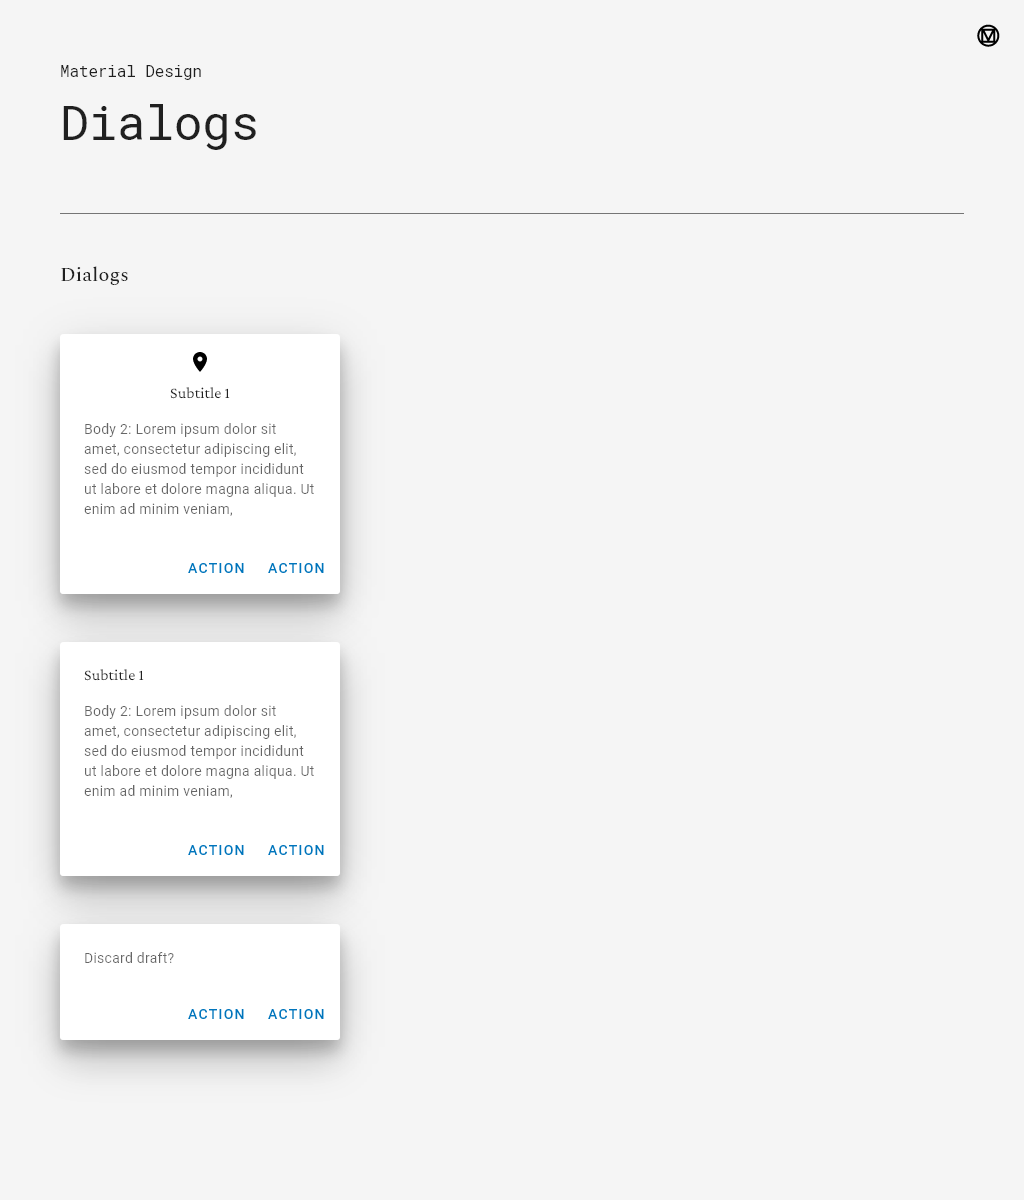 Material Design
Dialogs
Dialogs
Subtitle 1
Body 2: Lorem ipsum dolor sit
amet, consectetur adipiscing elit,
sed do eiusmod tempor incididunt
ut labore et dolore magna aliqua. Ut
enim ad minim veniam,
ACTION ACTION
Subtitle 1
Body 2: Lorem ipsum dolor sit
amet, consectetur adipiscing elit,
sed do eiusmod tempor incididunt
ut labore et dolore magna aliqua. Ut
enim ad minim veniam,
ACTION ACTION
Discard draft?
ACTION ACTION